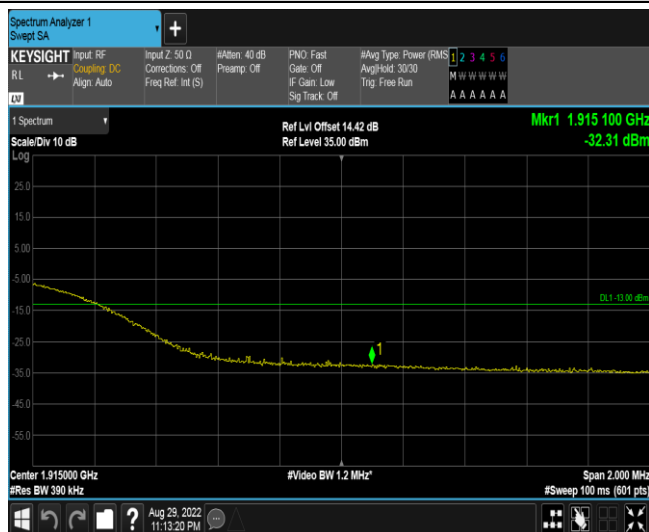 Spectrum Analyzer 1
Swept SA
KEYSIGHT
RL
LXI
Input: RF
Coupling: DC
Align: Auto
Input Z: 50 Ω
Corrections: Off
Freq Ref: Int (S)
#Atten: 40 dB
Preamp: Off
PNO: Fast
Gate: Off
IF Gain: Low
Sig Track: Off
#Avg Type: Power (RMS
Avg|Hold: 30/30
Trig: Free Run
1 2 3 4 5 6
M W W W W W
A A A A A A
1 Spectrum
Scale/Div 10 dB
Ref Lvl Offset 14.42 dB
Ref Level 35.00 dBm
Mkr1 1.915 100 GHz
-32.31 dBm
Log
25.0
15.0
5.00
-5.00
DL1 -13.00 dBm
-15.0
-25.0
1
-35.0
-45.0
-55.0
Center 1.915000 GHz
#Res BW 390 kHz
#Video BW 1.2 MHz*
Span 2.000 MHz
#Sweep 100 ms (601 pts)
?
Aug 29, 2022
11:13:20 PM